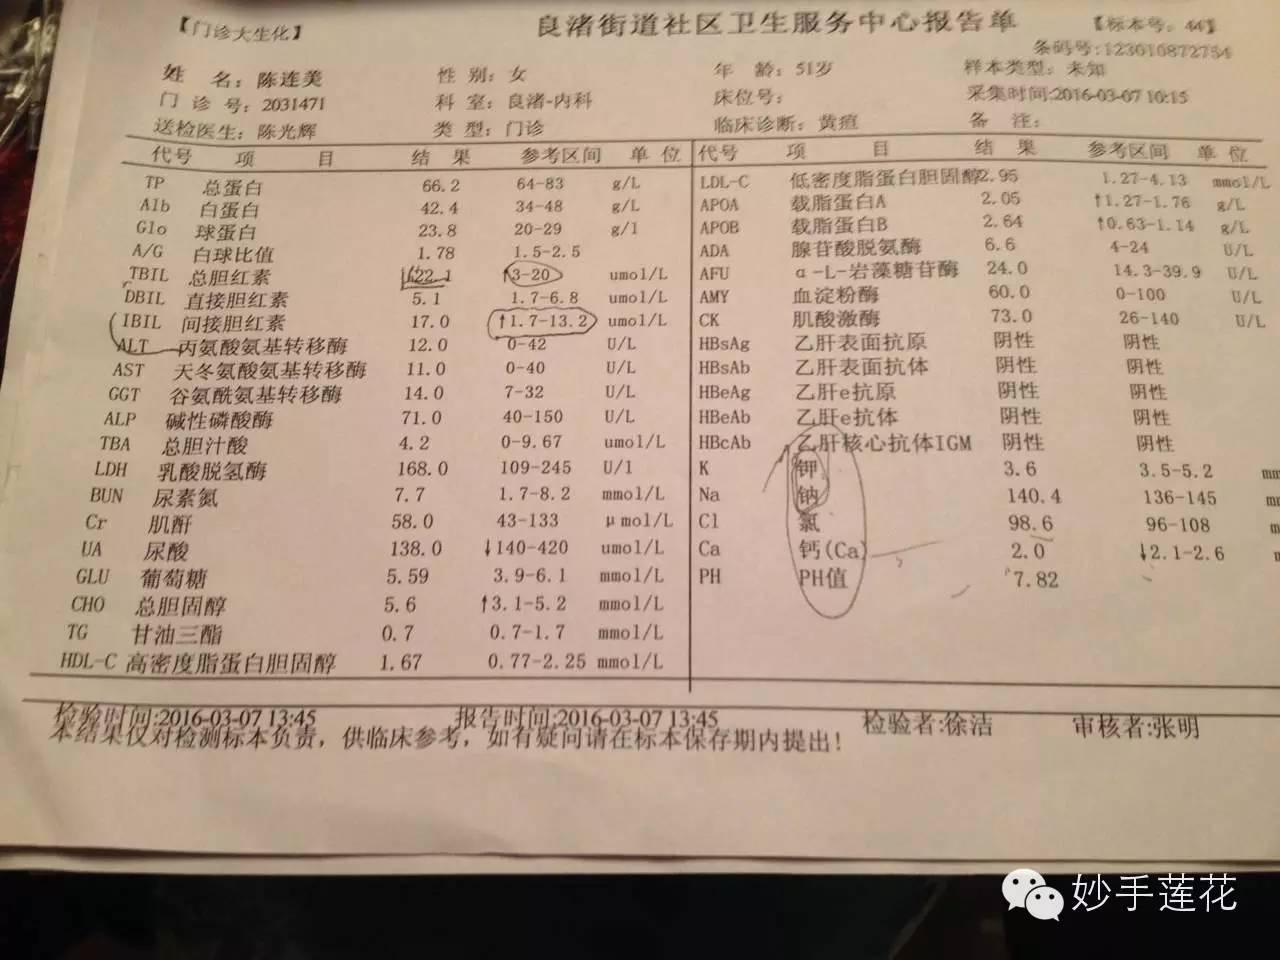 【门诊大生化】 良渚街道社区卫生服务中心报告单 【标本号：44】
条码号:123010872754
姓 名：陈连美 性 别：女 年 龄：51岁 样本类型：未知
门 诊 号：2031471 科 室：良渚-内科 床位号： 采集时间:2016-03-07 10:15
送检医生：陈光辉 类 型：门诊 临床诊断：黄疸 备 注：
代号 项 目 结 果 参考区间 单 位 代号 项 目 结 果 参考区间 单 位
TP 总蛋白 66.2 64-83 g/L LDL-C 低密度脂蛋白胆固醇 2.95 1.27-4.13 mmol/L
Alb 白蛋白 42.4 34-48 g/L APOA 载脂蛋白A 2.05 ↑1.27-1.76 g/L
Glo 球蛋白 23.8 20-29 g/l APOB 载脂蛋白B 2.64 ↑0.63-1.14 g/L
A/G 白球比值 1.78 1.5-2.5 ADA 腺苷酸脱氨酶 6.6 4-24 U/L
TBIL 总胆红素 22.1 ↑3-20 umol/L AFU α-L-岩藻糖苷酶 24.0 14.3-39.9 U/L
DBIL 直接胆红素 5.1 1.7-6.8 umol/L AMY 血淀粉酶 60.0 0-100 U/L
IBIL 间接胆红素 17.0 ↑1.7-13.2 umol/L CK 肌酸激酶 73.0 26-140 U/L
ALT 丙氨酸氨基转移酶 12.0 0-42 U/L HBsAg 乙肝表面抗原 阴性 阴性
AST 天冬氨酸氨基转移酶 11.0 0-40 U/L HBsAb 乙肝表面抗体 阴性 阴性
GGT 谷氨酰氨基转移酶 14.0 7-32 U/L HBeAg 乙肝e抗原 阴性 阴性
ALP 碱性磷酸酶 71.0 40-150 U/L HBeAb 乙肝e抗体 阴性 阴性
TBA 总胆汁酸 4.2 0-9.67 umol/L HBcAb 乙肝核心抗体IGM 阴性 阴性
LDH 乳酸脱氢酶 168.0 109-245 U/l K 钾 3.6 3.5-5.2
BUN 尿素氮 7.7 1.7-8.2 mmol/L Na 钠 140.4 136-145
Cr 肌酐 58.0 43-133 μmol/L Cl 氯 98.6 96-108
UA 尿酸 138.0 ↓140-420 umol/L Ca 钙(Ca) 2.0 ↓2.1-2.6
GLU 葡萄糖 5.59 3.9-6.1 mmol/L PH PH值 7.82
CHO 总胆固醇 5.6 ↑3.1-5.2 mmol/L
TG 甘油三酯 0.7 0.7-1.7 mmol/L
HDL-C 高密度脂蛋白胆固醇 1.67 0.77-2.25 mmol/L
检验时间:2016-03-07 13:45 报告时间:2016-03-07 13:45 检验者:徐洁 审核者:张明
本结果仅对检测标本负责，供临床参考，如有疑问请在标本保存期内提出！
妙手莲花